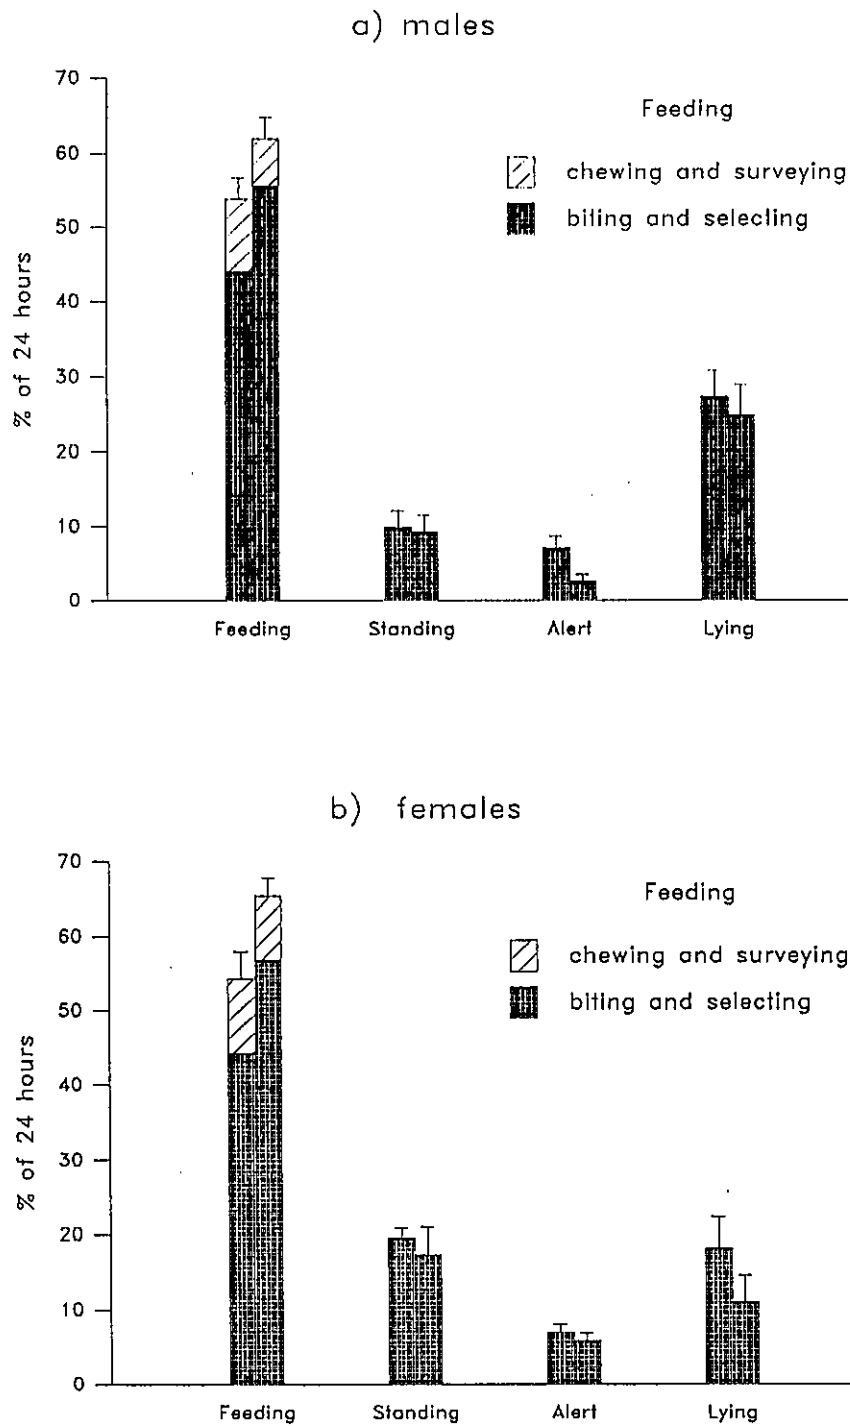 a) males
70
60
50
40
30
20
10
0
% of 24 hours
Feeding
chewing and surveying
biting and selecting
Feeding Standing Alert Lying
b) females
70
60
50
40
30
20
10
0
% of 24 hours
Feeding
chewing and surveying
biting and selecting
Feeding Standing Alert Lying